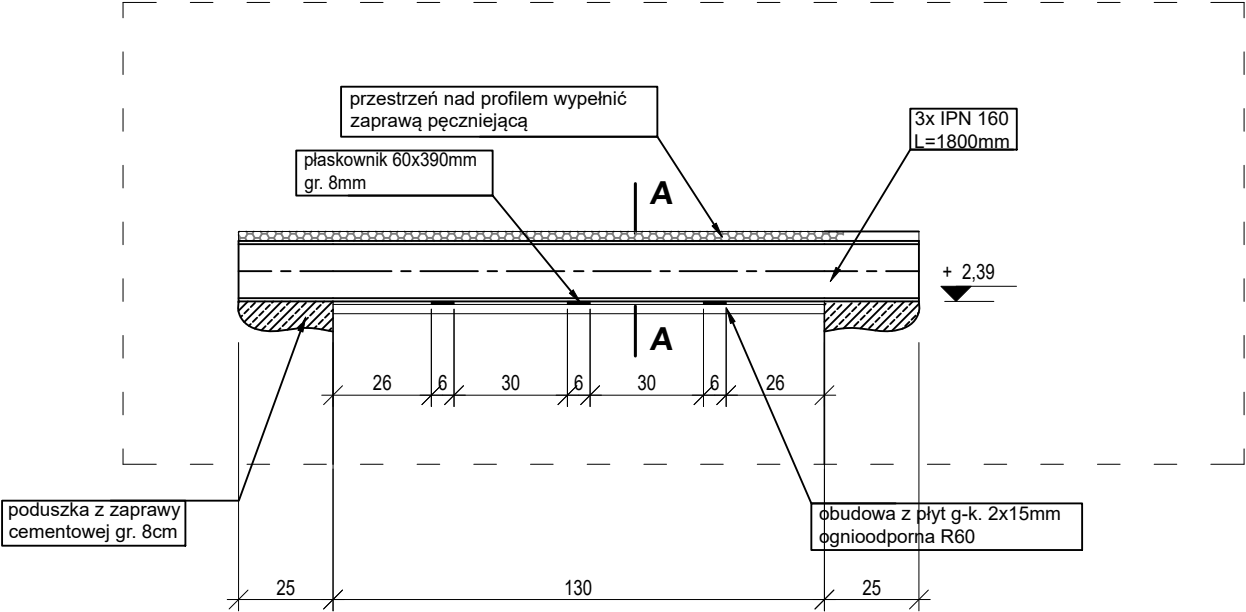 przestrzeń nad profilem wypełnić
zaprawą pęczniejącą
3x IPN 160
L=1800mm
płaskownik 60x390mm
gr. 8mm
A
+ 2,39
A
26
6
30
6
30
6
26
poduszka z zaprawy
cementowej gr. 8cm
obudowa z płyt g-k. 2x15mm
ognioodporna R60
25
130
25